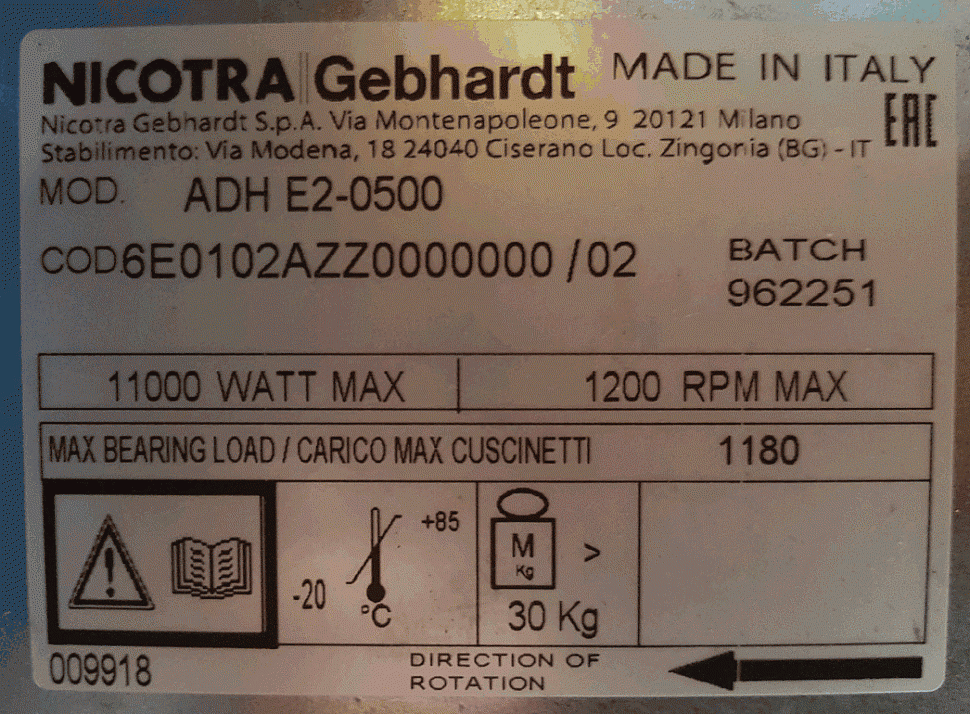 NICOTRA Gebhardt MADE IN ITALY
Nicotra Gebhardt S.p.A. Via Montenapoleone, 9 20121 Milano
EAC
Stabilimento: Via Modena, 18 24040 Ciserano Loc. Zingonia (BG) - IT
MOD. ADH E2-0500
COD.6E0102AZZ0000000 /02
BATCH
962251
11000 WATT MAX 1200 RPM MAX
MAX BEARING LOAD / CARICO MAX CUSCINETTI 1180
+85
-20
°C
M
Kg
>
30 Kg
009918
DIRECTION OF
ROTATION